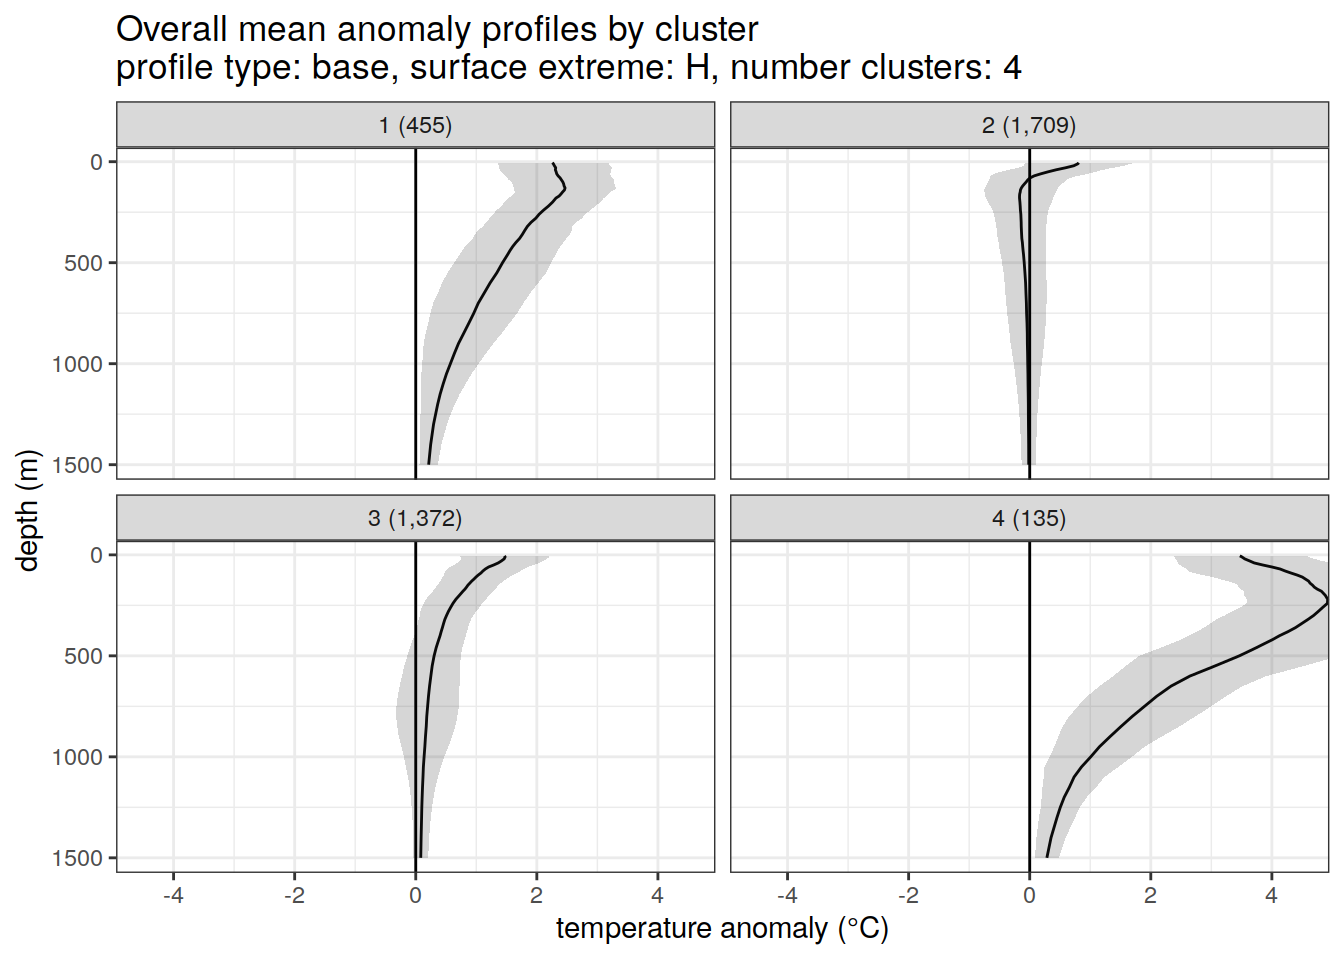 Overall mean anomaly profiles by cluster
profile type: base, surface extreme: H, number clusters: 4
1 (455)
2 (1,709)
0
500
1000
1500
3 (1,372)
4 (135)
0
500
1000
1500
depth (m)
-4 -2 0 2 4
-4 -2 0 2 4
temperature anomaly (°C)